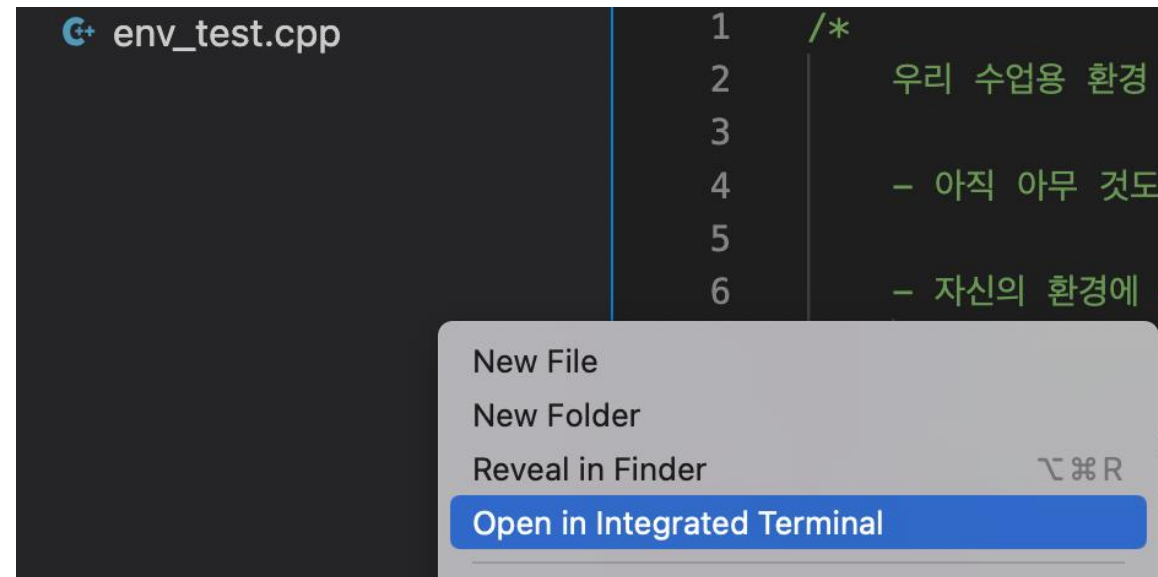 env_test.cpp
1 /*
2 우리 수업용 환경
3
4 – 아직 아무 것도
5
6 – 자신의 환경에
New File
New Folder
Reveal in Finder ⌥⌘R
Open in Integrated Terminal